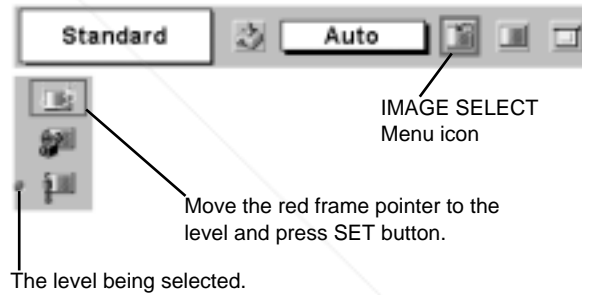 Standard
Auto
IMAGE SELECT
Menu icon
Move the red frame pointer to the
level and press SET button.
The level being selected.